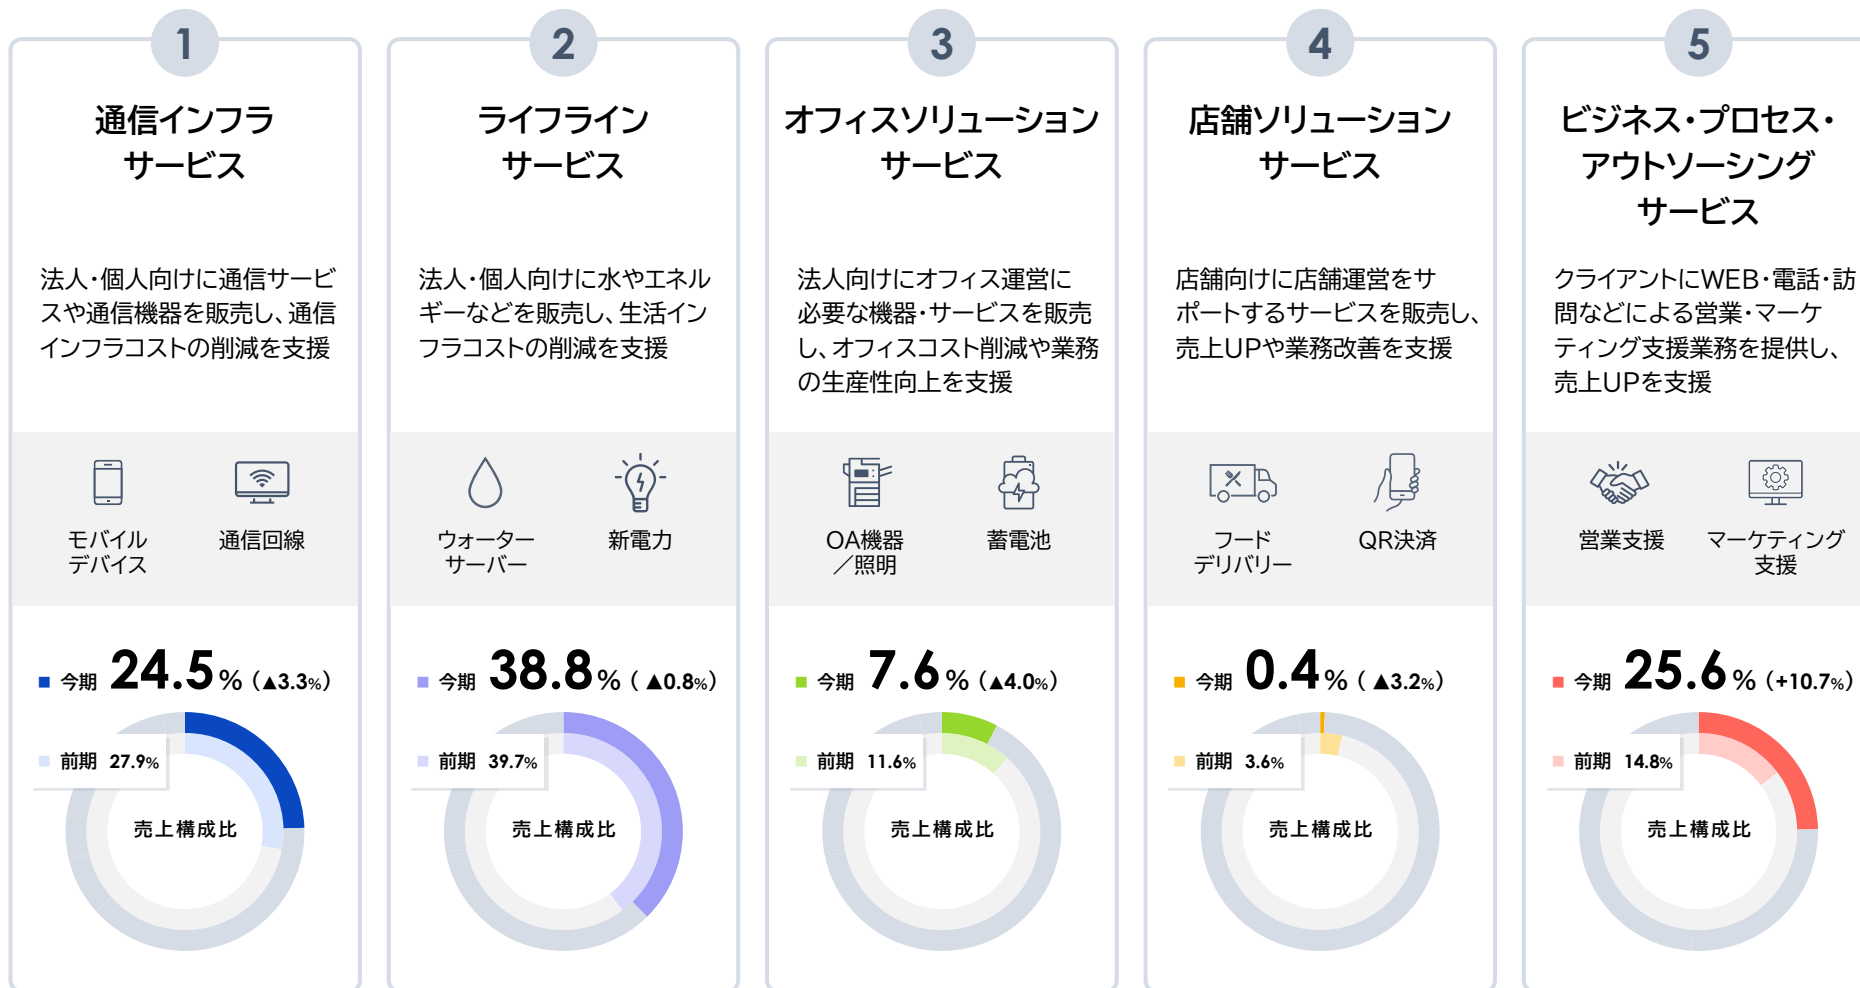 1
通信インフラ
サービス
法人・個人向けに通信サービ
スや通信機器を販売し、通信
インフラコストの削減を支援
モバイル
デバイス
通信回線
今期 24.5% (▲3.3%)
前期 27.9%
売上構成比
2
ライフライン
サービス
法人・個人向けに水やエネル
ギーなどを販売し、生活イン
フラコストの削減を支援
ウォーター
サーバー
新電力
今期 38.8% ( ▲0.8%)
前期 39.7%
売上構成比
3
オフィスソリューション
サービス
法人向けにオフィス運営に
必要な機器・サービスを販売
し、オフィスコスト削減や業務
の生産性向上を支援
OA機器
／照明
蓄電池
今期 7.6% (▲4.0%)
前期 11.6%
売上構成比
4
店舗ソリューション
サービス
店舗向けに店舗運営をサ
ポートするサービスを販売し、
売上UPや業務改善を支援
フード
デリバリー
QR決済
今期 0.4% ( ▲3.2%)
前期 3.6%
売上構成比
5
ビジネス・プロセス・
アウトソーシング
サービス
クライアントにWEB・電話・訪
問などによる営業・マーケ
ティング支援業務を提供し、
売上UPを支援
営業支援
マーケティング
支援
今期 25.6% (+10.7%)
前期 14.8%
売上構成比